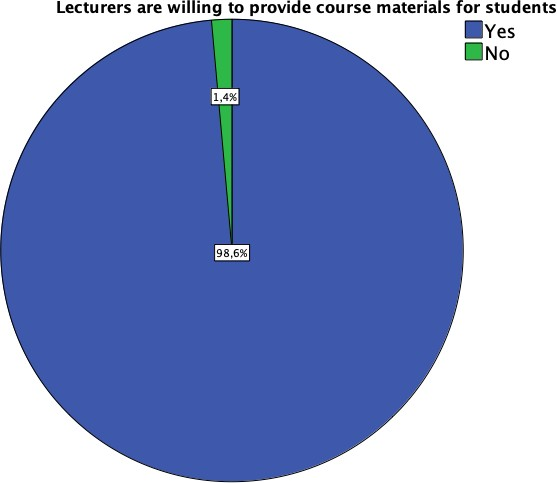 Lecturers are willing to provide course materials for students
Yes
No
1,4%
98,6%